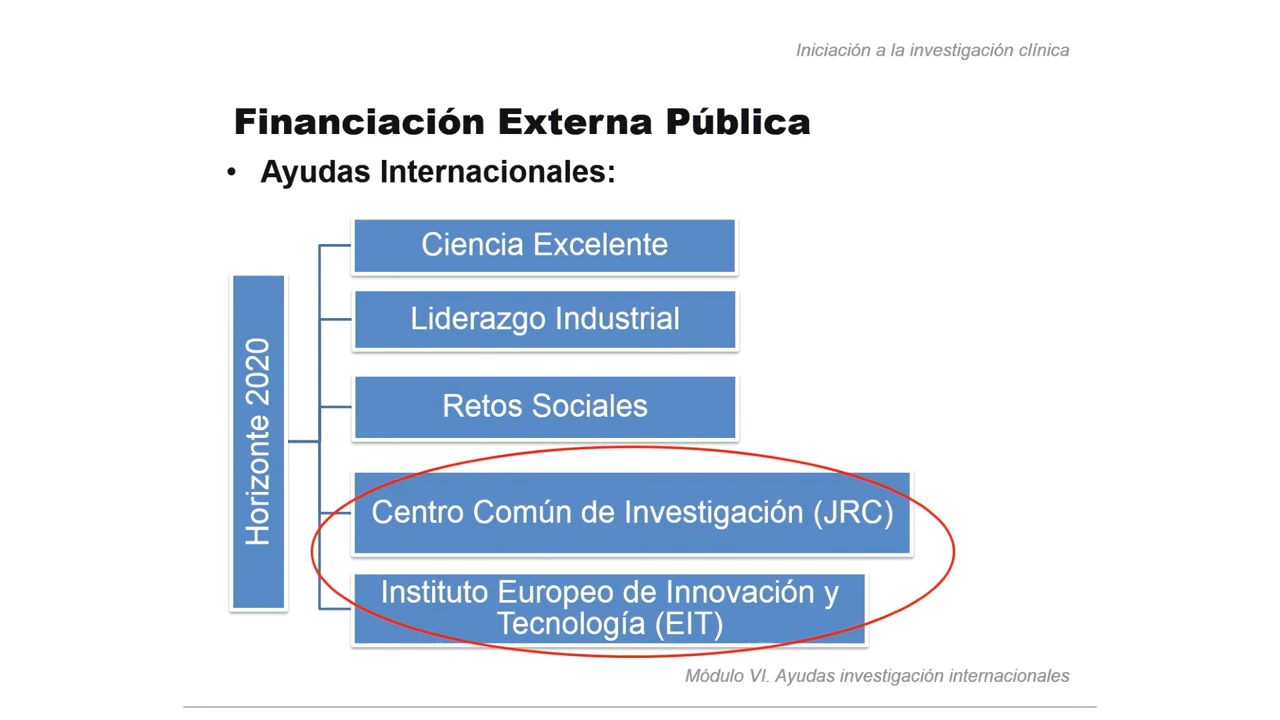 Iniciación a la investigación clínica
Financiación Externa Pública
• Ayudas Internacionales:
Horizonte 2020
Ciencia Excelente
Liderazgo Industrial
Retos Sociales
Centro Común de Investigación (JRC)
Instituto Europeo de Innovación y
Tecnología (EIT)
Módulo VI. Ayudas investigación internacionales